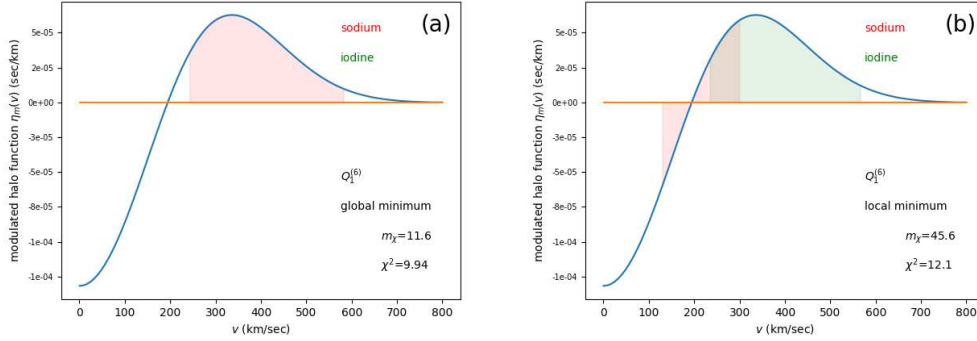 (a)
sodium
iodine
5e-05
2e-05
0e+00
-3e-05
-5e-05
-8e-05
-1e-04
-1e-04
modulated halo function ηm(v) (sec/km)
Q1(6)
global minimum
mχ=11.6
χ2=9.94
0 100 200 300 400 500 600 700 800
v (km/sec)
(b)
sodium
iodine
5e-05
2e-05
0e+00
-3e-05
-5e-05
-8e-05
-1e-04
-1e-04
modulated halo function ηm(v) (sec/km)
Q1(6)
local minimum
mχ=45.6
χ2=12.1
0 100 200 300 400 500 600 700 800
v (km/sec)